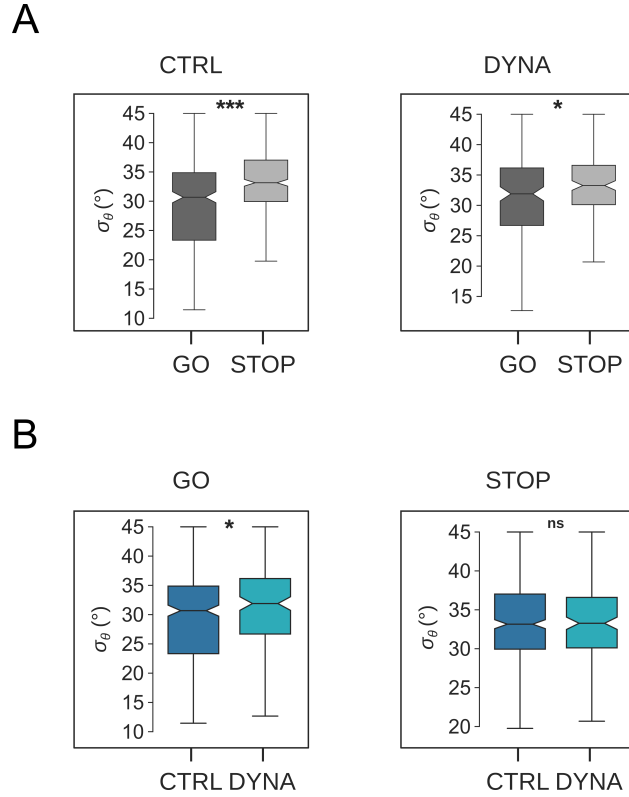 A
CTRL
DYNA
***
*
45
40
35
30
25
20
15
10
σθ (°)
45
40
35
30
25
20
15
σθ (°)
GO STOP
GO STOP
B
GO
STOP
*
ns
45
40
35
30
25
20
15
10
σθ (°)
45
40
35
30
25
20
σθ (°)
CTRL DYNA
CTRL DYNA